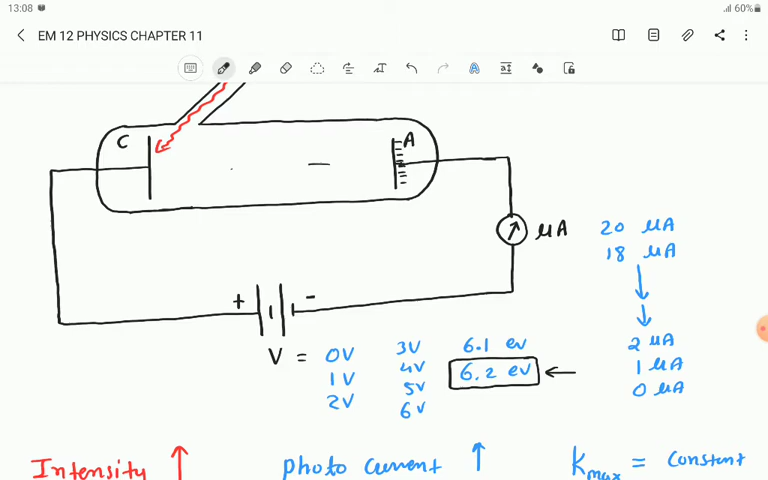 13:08
60%
EM 12 PHYSICS CHAPTER 11
C
A
μA
20 μA
18 μA
+ -
V = 0V 3V 6.1 ev
1V 4V 6.2 ev
2V 5V
6V
2 μA
1 μA
0 μA
Intensity ↑ photo current ↑ kmax = constant